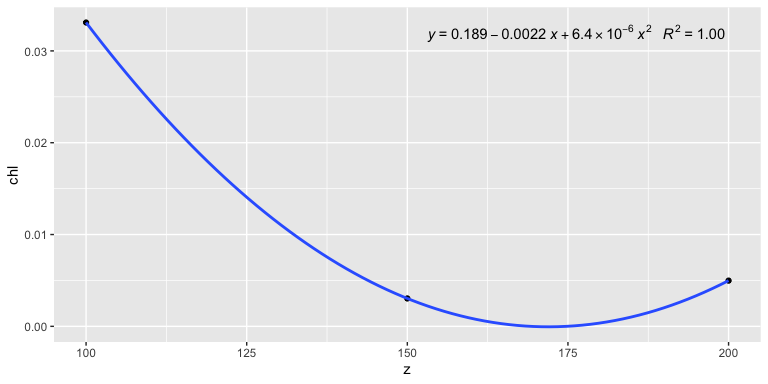 y = 0.189 – 0.0022 x + 6.4 × 10⁻⁶ x²   R² = 1.00
0.03
0.02
0.01
0.00
chl
100 125 150 175 200
z